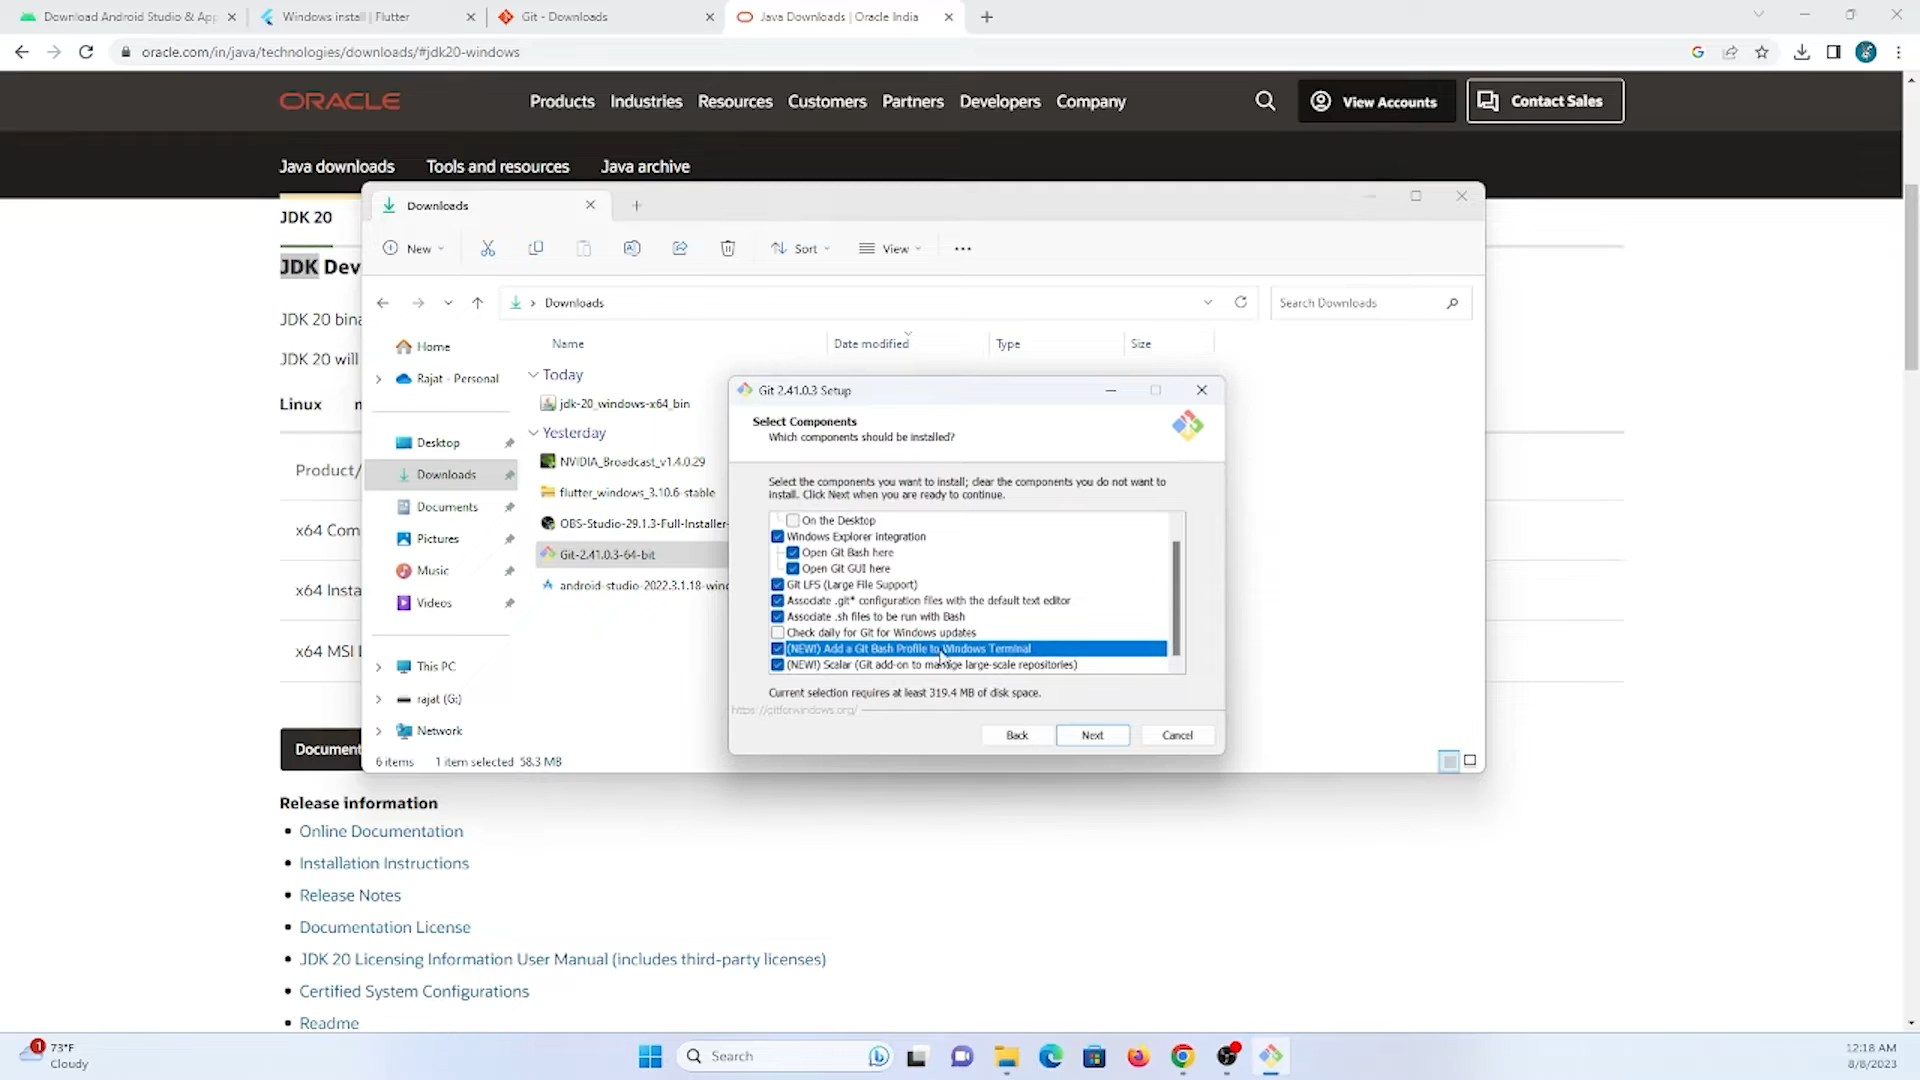 Download Android Studio & App
Windows install | Flutter
Git - Downloads
Java Downloads | Oracle India
oracle.com/in/java/technologies/downloads/#jdk20-windows
ORACLE
Products
Industries
Resources
Customers
Partners
Developers
Company
View Accounts
Contact Sales
Java downloads
Tools and resources
Java archive
JDK 20
JDK Dev
JDK 20 bina
JDK 20 will
Linux
Product/
x64 Com
x64 Insta
x64 MSI I
Document
Downloads
New
Sort
View
Downloads
Search Downloads
Name
Date modified
Type
Size
Home
Rajat - Personal
Desktop
Downloads
Documents
Pictures
Music
Videos
This PC
rajat (G:)
Network
Today
jdk-20_windows-x64_bin
Yesterday
NVIDIA_Broadcast_v1.4.0.29
flutter_windows_3.10.6-stable
OBS-Studio-29.1.3-Full-Installer-
Git-2.41.0.3-64-bit
android-studio-2022.3.1.18-wind
6 items
1 item selected 58.3 MB
Git 2.41.0.3 Setup
Select Components
Which components should be installed?
Select the components you want to install; clear the components you do not want to
install. Click Next when you are ready to continue.
On the Desktop
Windows Explorer integration
Open Git Bash here
Open Git GUI here
Git LFS (Large File Support)
Associate .git* configuration files with the default text editor
Associate .sh files to be run with Bash
Check daily for Git for Windows updates
(NEW!) Add a Git Bash Profile to Windows Terminal
(NEW!) Scalar (Git add-on to manage large-scale repositories)
Current selection requires at least 319.4 MB of disk space.
https://gitforwindows.org/
Back
Next
Cancel
Release information
Online Documentation
Installation Instructions
Release Notes
Documentation License
JDK 20 Licensing Information User Manual (includes third-party licenses)
Certified System Configurations
Readme
1
73°F
Cloudy
Search
12:18 AM
8/8/2023